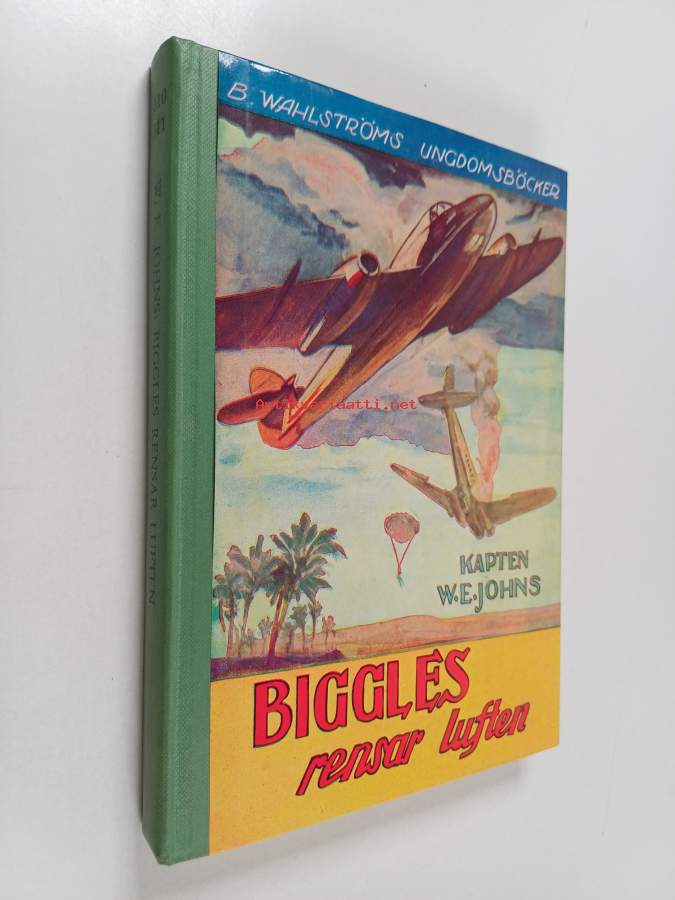 B. WAHLSTRÖMS UNGDOMSBÖCKER
Antikvariaatti.net
KAPTEN
W.E.JOHNS
BIGGLES
rensar luften
W. E. JOHNS: BIGGLES RENSAR LUFTEN